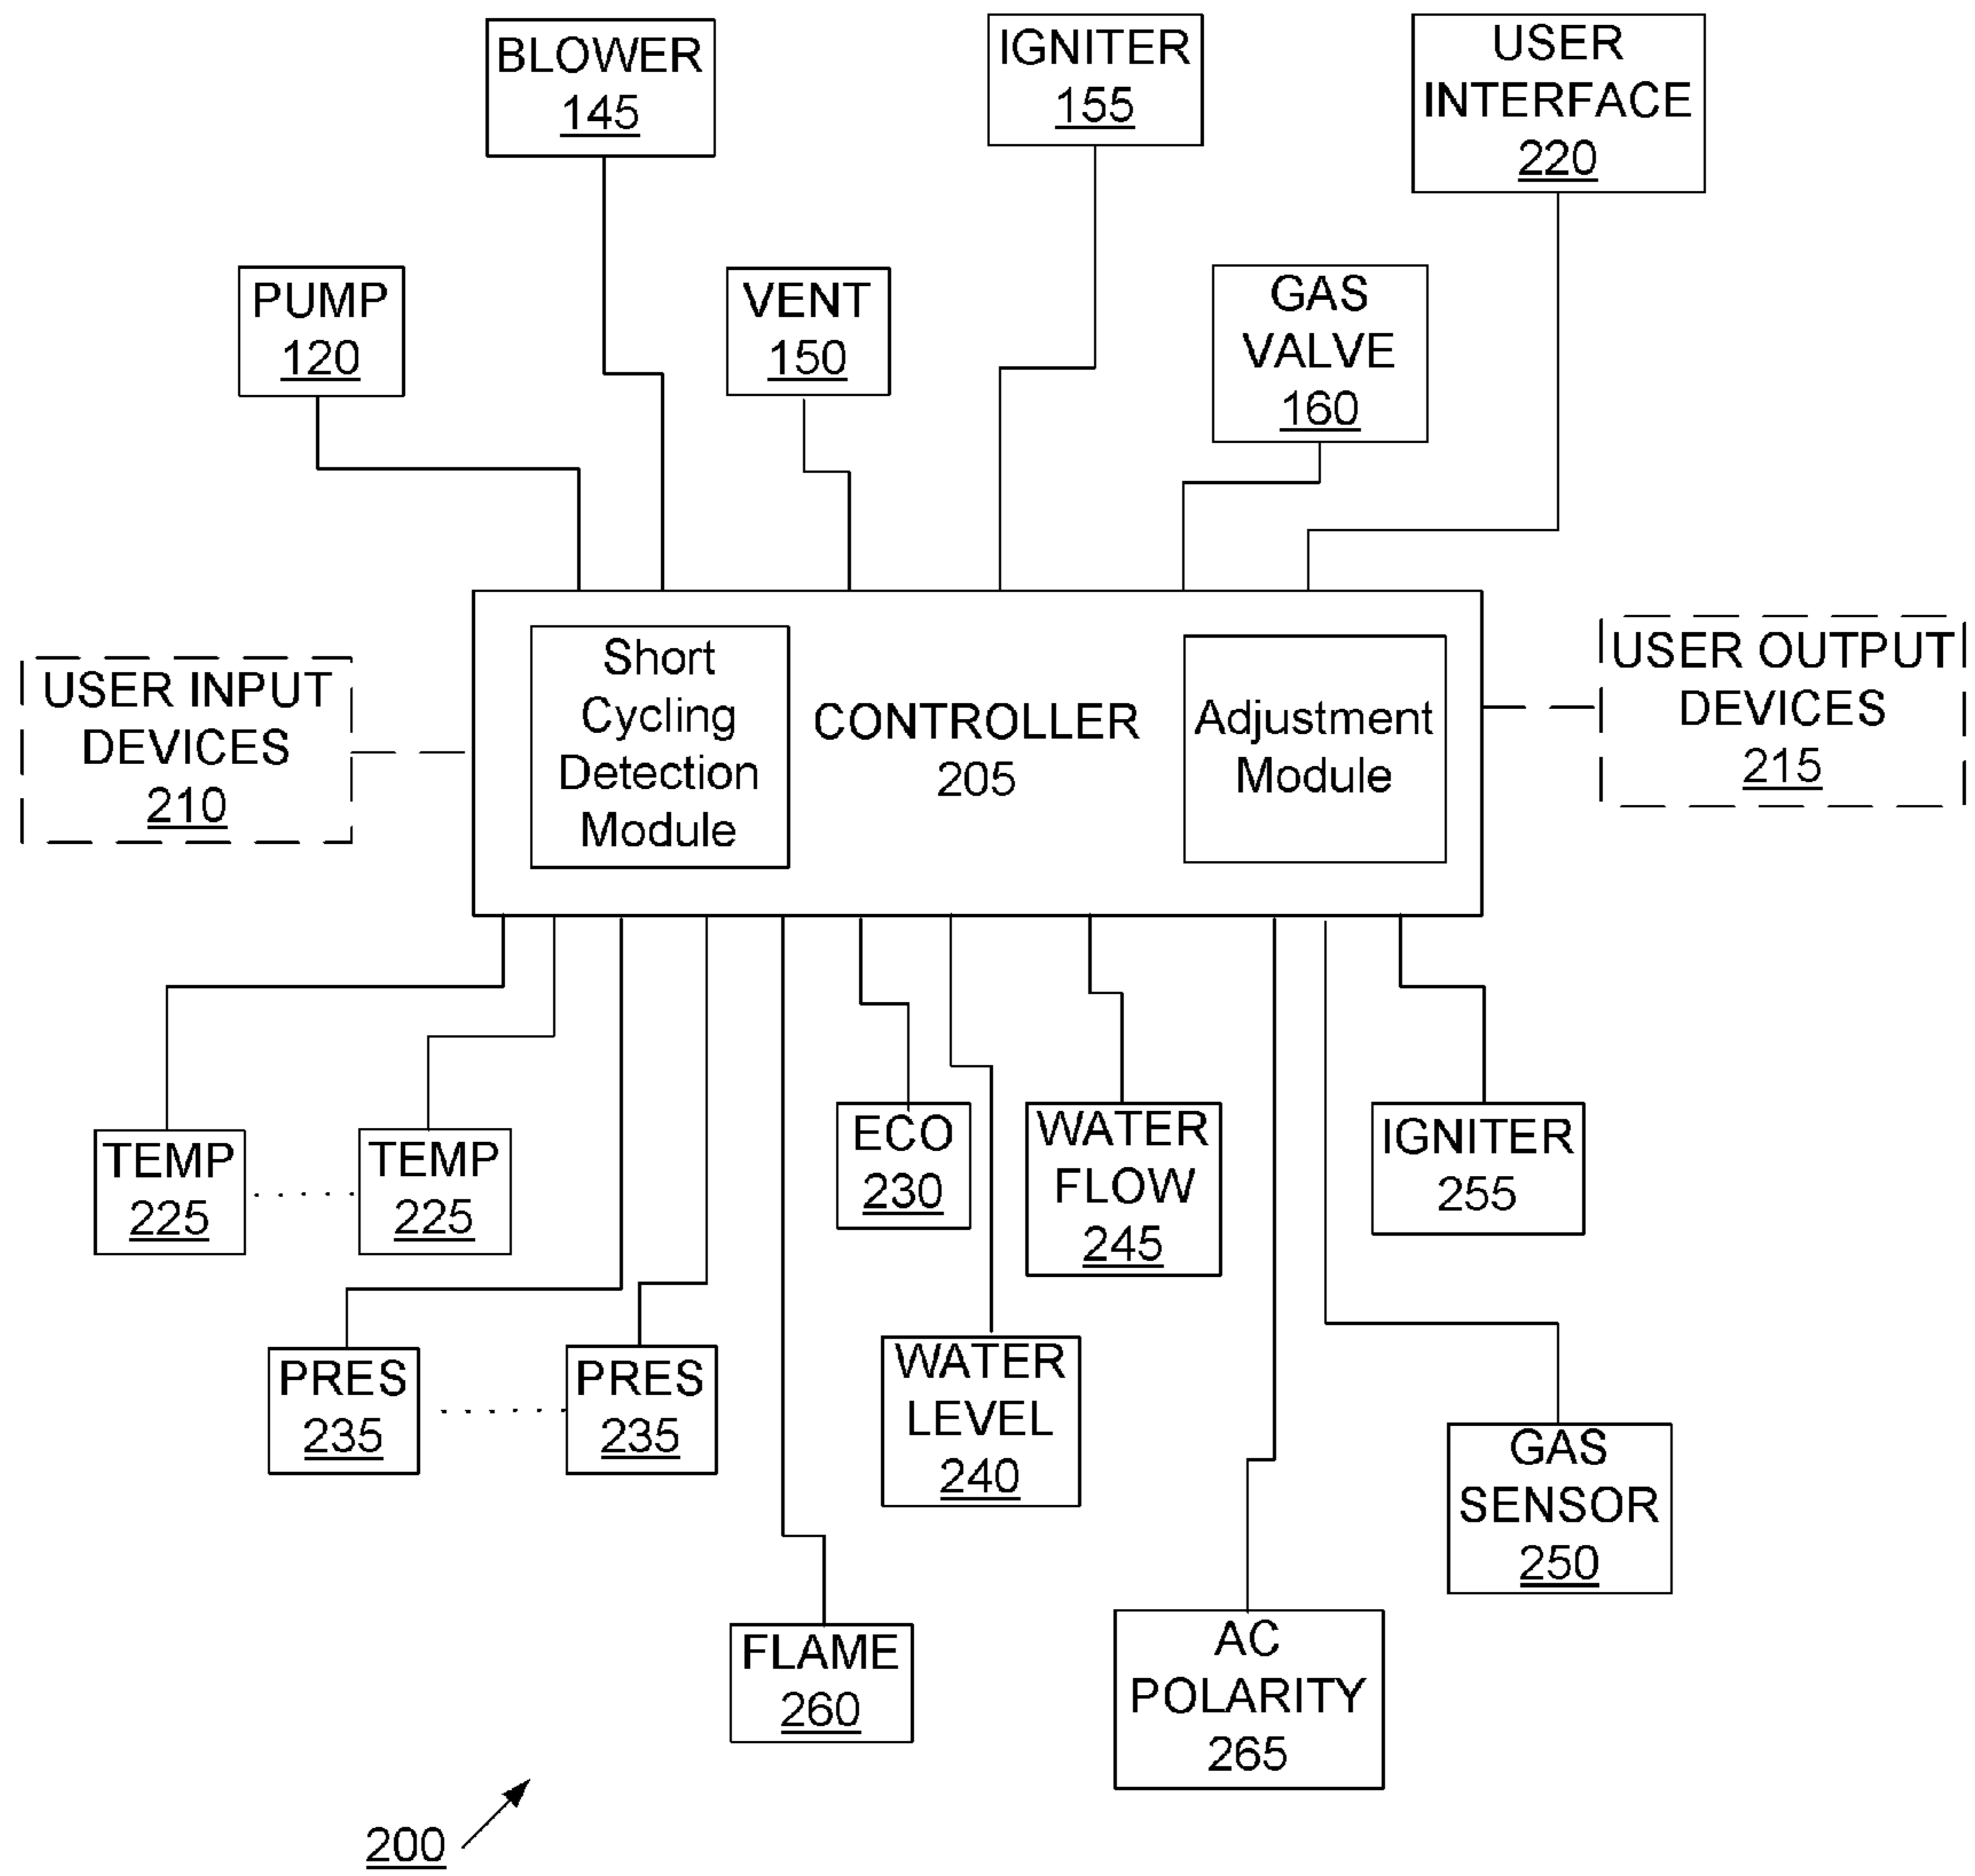 BLOWER
145
IGNITER
155
USER
INTERFACE
220
PUMP
120
VENT
150
GAS
VALVE
160
USER INPUT
DEVICES
210
Short
Cycling
Detection
Module
CONTROLLER
205
Adjustment
Module
USER OUTPUT
DEVICES
215
TEMP
225
TEMP
225
ECO
230
WATER
FLOW
245
IGNITER
255
PRES
235
PRES
235
WATER
LEVEL
240
GAS
SENSOR
250
FLAME
260
AC
POLARITY
265
200